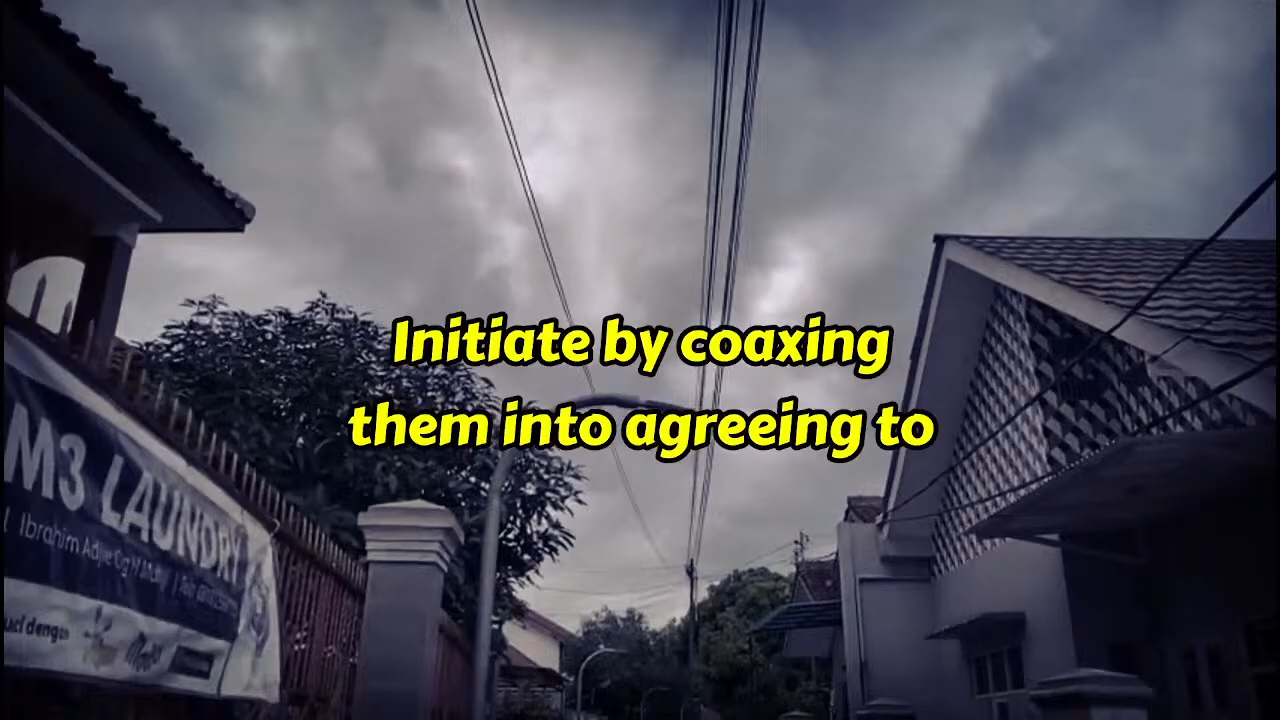 Initiate by coaxing
them into agreeing to
M3 LAUNDRY
Ibrahim Adjie